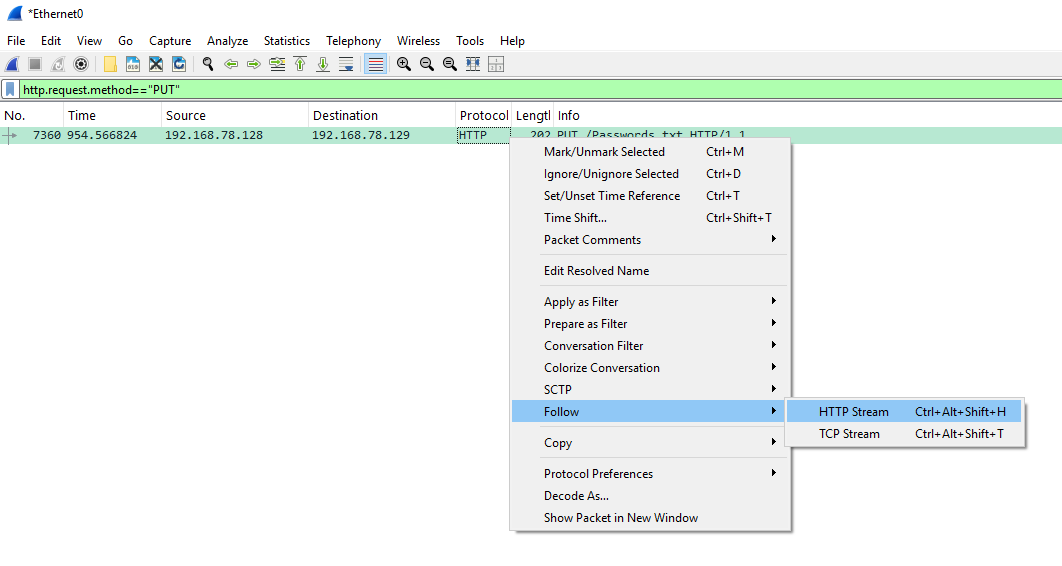 *Ethernet0
File Edit View Go Capture Analyze Statistics Telephony Wireless Tools Help
http.request.method=="PUT"
No. Time Source Destination Protocol Lengtl Info
7360 954.566824 192.168.78.128 192.168.78.129 HTTP 202 PUT /Passwords.txt HTTP/1.1
Mark/Unmark Selected Ctrl+M
Ignore/Unignore Selected Ctrl+D
Set/Unset Time Reference Ctrl+T
Time Shift... Ctrl+Shift+T
Packet Comments
Edit Resolved Name
Apply as Filter
Prepare as Filter
Conversation Filter
Colorize Conversation
SCTP
Follow
HTTP Stream Ctrl+Alt+Shift+H
TCP Stream Ctrl+Alt+Shift+T
Copy
Protocol Preferences
Decode As...
Show Packet in New Window